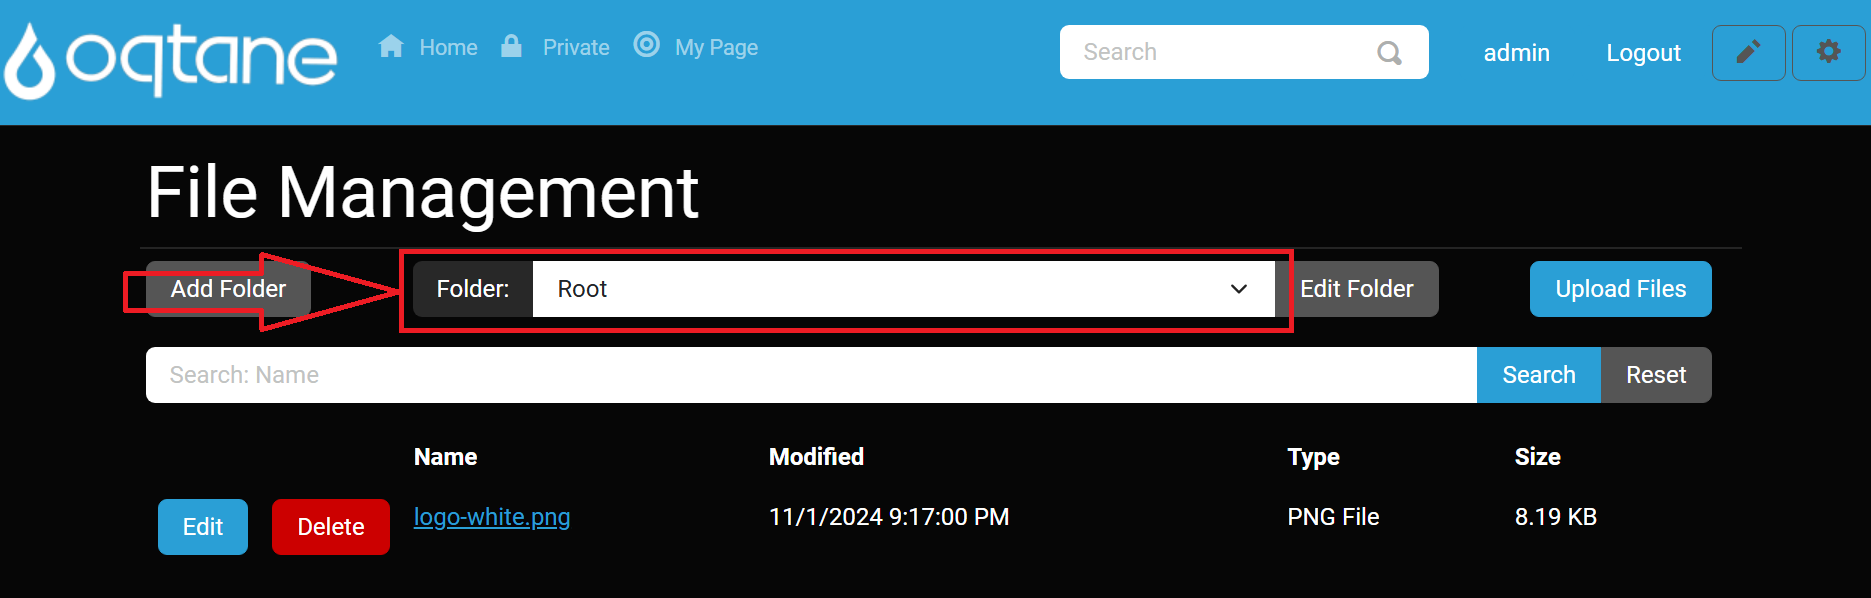 oqtane Home Private My Page Search admin Logout
File Management
Add Folder Folder: Root Edit Folder Upload Files
Search: Name Search Reset
Name Modified Type Size
Edit Delete logo-white.png 11/1/2024 9:17:00 PM PNG File 8.19 KB